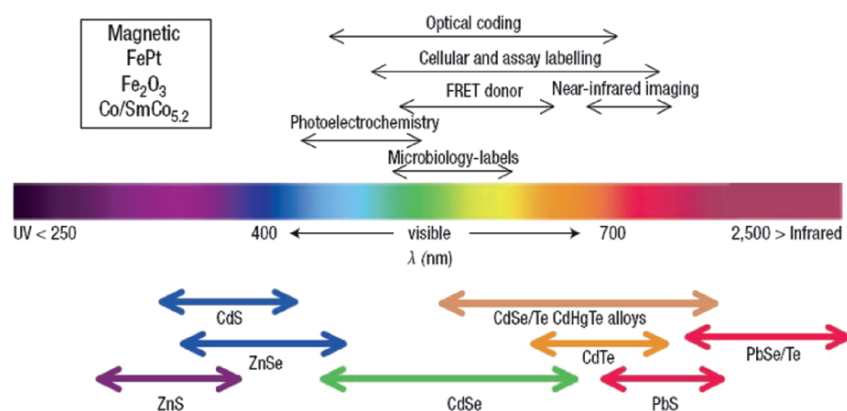 Magnetic
FePt
Fe₂O₃
Co/SmCo₅.₂
Optical coding
Cellular and assay labelling
FRET donor
Near-infrared imaging
Photoelectrochemistry
Microbiology-labels
UV < 250
400
visible
700
2,500 > Infrared
λ (nm)
CdS
CdSe/Te CdHgTe alloys
ZnSe
CdTe
PbSe/Te
ZnS
CdSe
PbS